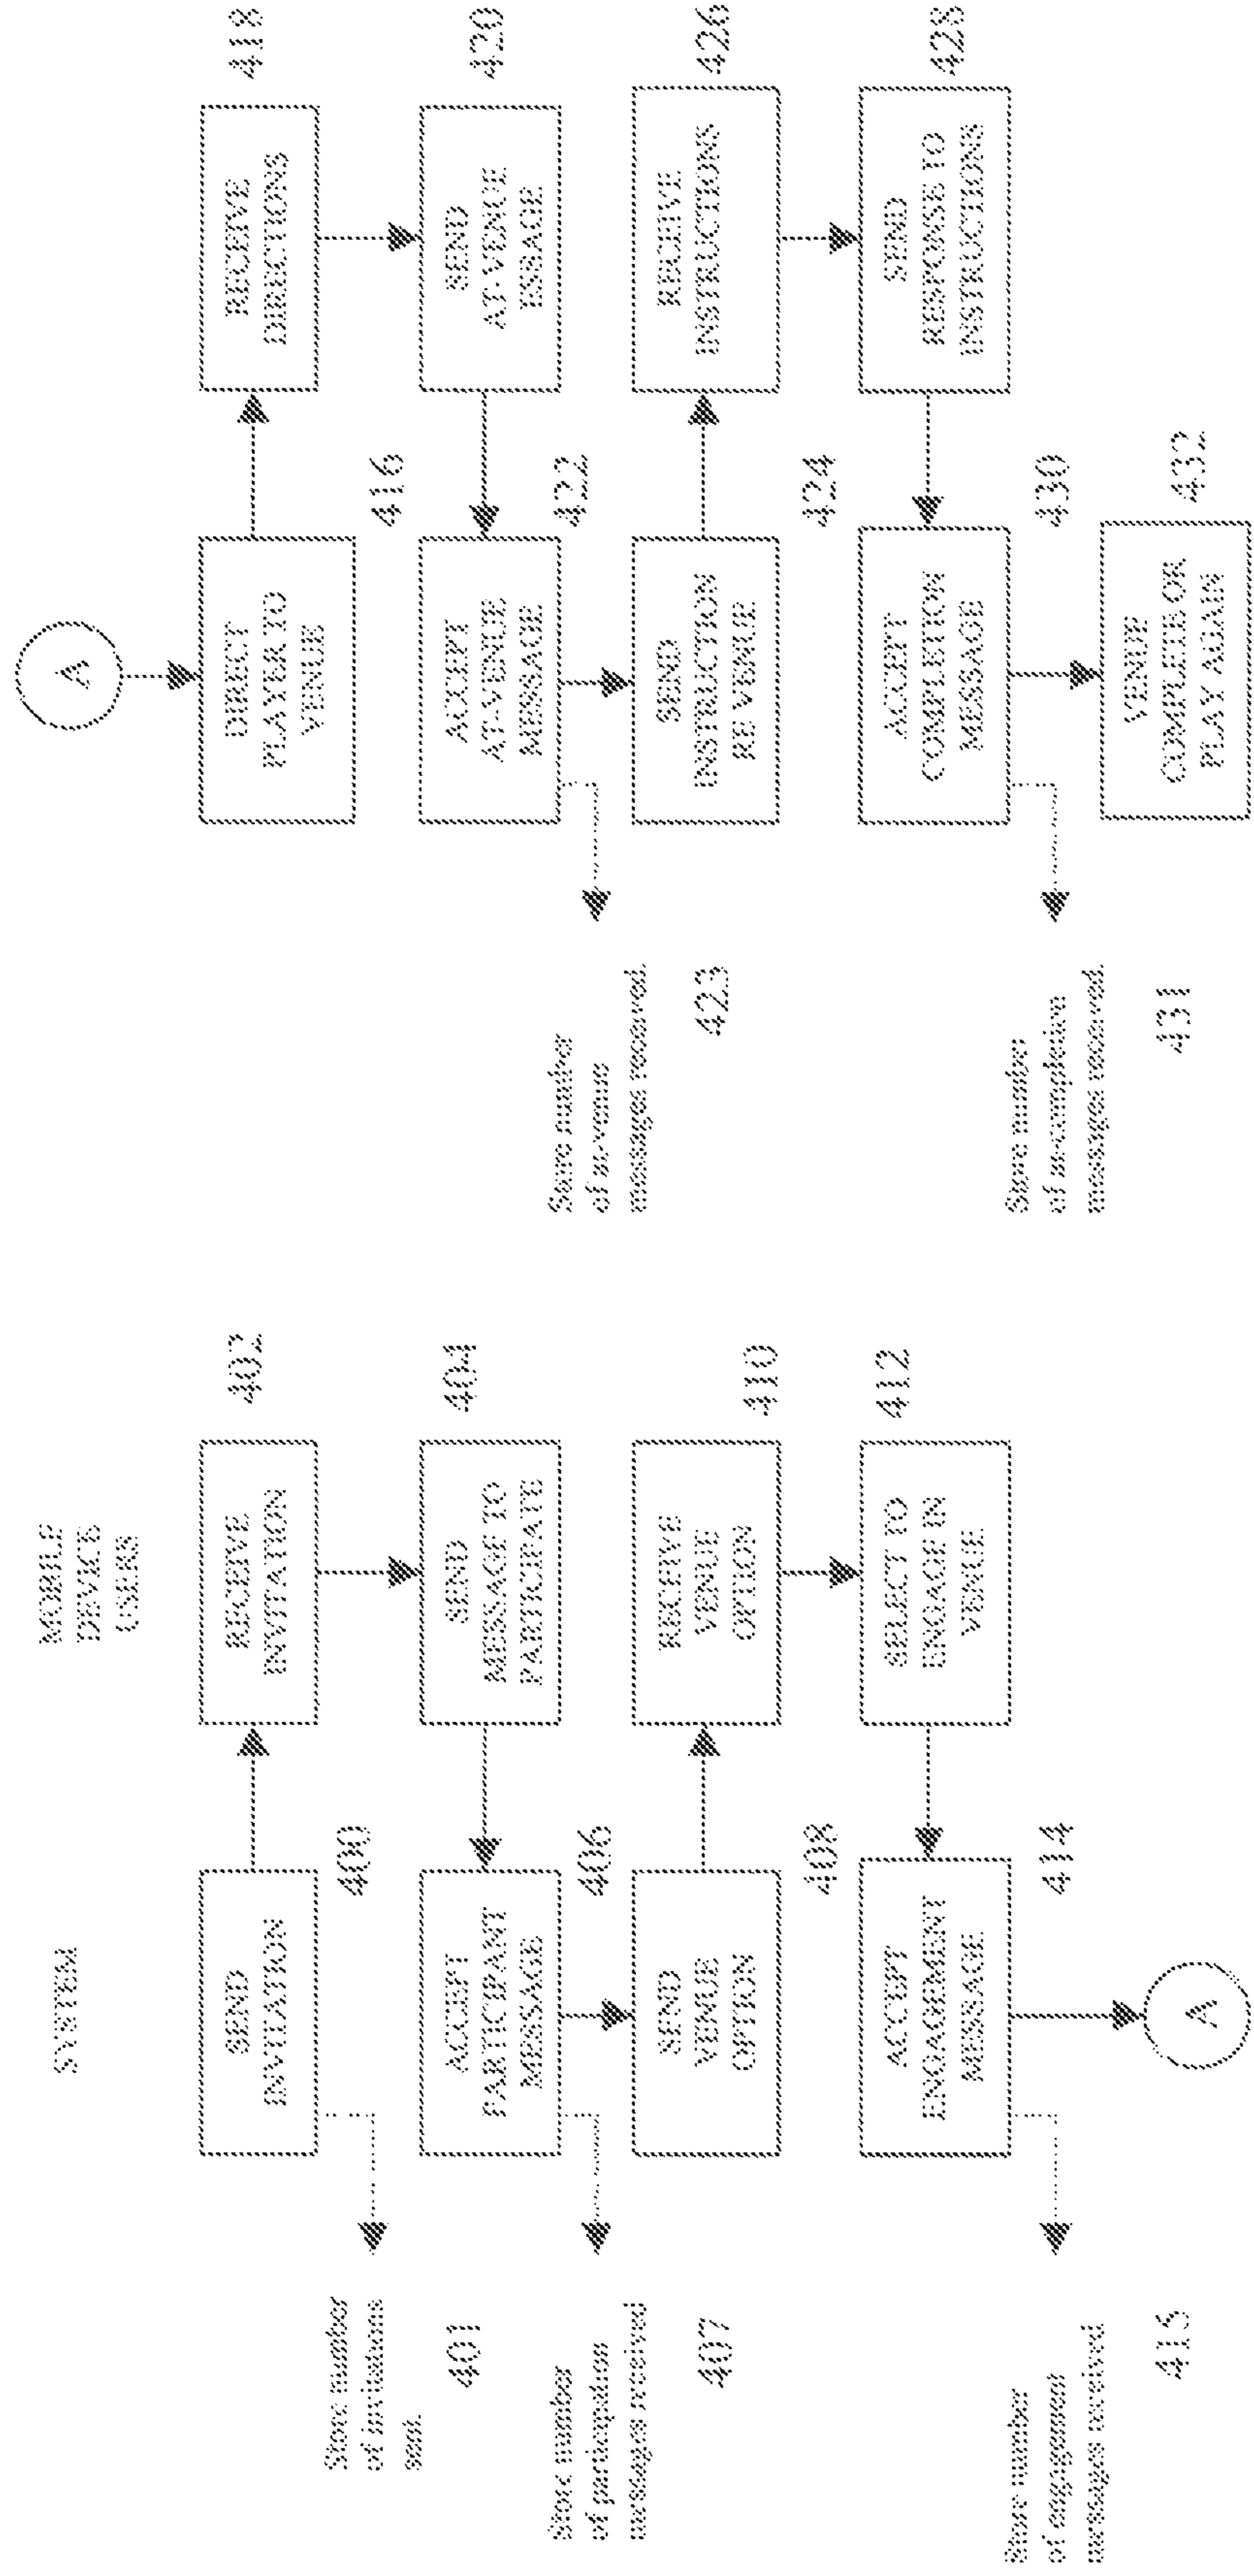 SYSTEM
MOBILE
DEVICE
USERS
SEND
INVITATION
400
RECEIVE
INVITATION
402
Store number
of invitations
sent.
401
SEND
MESSAGE TO
PARTICIPATE
404
ACCEPT
PARTICIPANT
MESSAGE
406
Store number
of participation
messages received
407
SEND
VENUE
OPTION
408
RECEIVE
VENUE
OPTION
410
SELECT TO
ENGAGE IN
VENUE
412
ACCEPT
ENGAGEMENT
MESSAGE
414
Store number
of engagement
messages received
415
A
A
DIRECT
PLAYER TO
VENUE
416
RECEIVE
DIRECTIONS
418
SEND
AT-VENUE
ESSAGE
420
ACCEPT
AT-VENUE
MESSAGE
422
Store number
of at-venue
messages received.
423
SEND
INSTRUCTION
RE VENUE
424
RECEIVE
INSTRUCTIONS
426
SEND
RESPONSE TO
INSTRUCTIONS
428
ACCEPT
COMPLETION
MESSAGE
430
Store number
of at-completion
messages received.
431
VENUE
COMPLETE OR
PLAY AGAIN
432